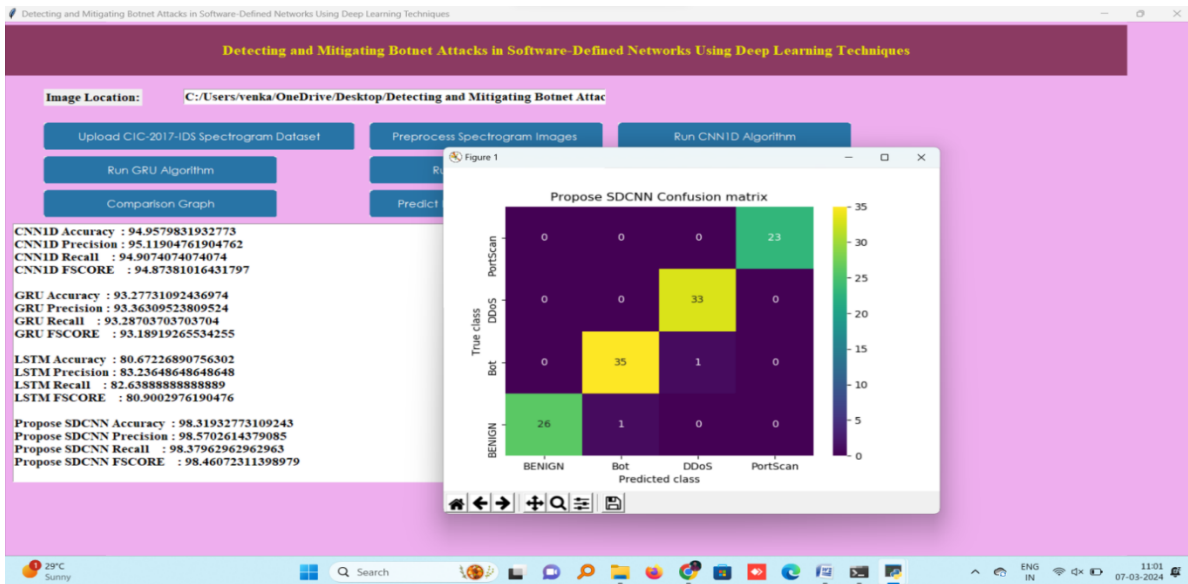 Detecting and Mitigating Botnet Attacks in Software-Defined Networks Using Deep Learning Techniques
Detecting and Mitigating Botnet Attacks in Software-Defined Networks Using Deep Learning Techniques
Image Location: C:/Users/venka/OneDrive/Desktop/Detecting and Mitigating Botnet Attac
Upload CIC-2017-IDS Spectrogram Dataset Preprocess Spectrogram Images Run CNN1D Algorithm
Run GRU Algorithm
Comparison Graph Predict
CNN1D Accuracy : 94.9579831932773
CNN1D Precision : 95.11904761904762
CNN1D Recall : 94.9074074074074
CNN1D FSCORE : 94.87381016431797
GRU Accuracy : 93.27731092436974
GRU Precision : 93.36309523809524
GRU Recall : 93.28703703703704
GRU FSCORE : 93.18919265534255
LSTM Accuracy : 80.67226890756302
LSTM Precision : 83.23648648648648
LSTM Recall : 82.63888888888889
LSTM FSCORE : 80.9002976190476
Propose SDCNN Accuracy : 98.31932773109243
Propose SDCNN Precision : 98.5702614379085
Propose SDCNN Recall : 98.37962962962963
Propose SDCNN FSCORE : 98.46072311398979
Figure 1
Propose SDCNN Confusion matrix
True class
PortScan 0 0 0 23
DDoS 0 0 33 0
Bot 0 35 1 0
BENIGN 26 1 0 0
BENIGN Bot DDoS PortScan
Predicted class
35
30
25
20
15
10
5
0
1
29°C
Sunny
Search
ENG
IN
11:01
07-03-2024